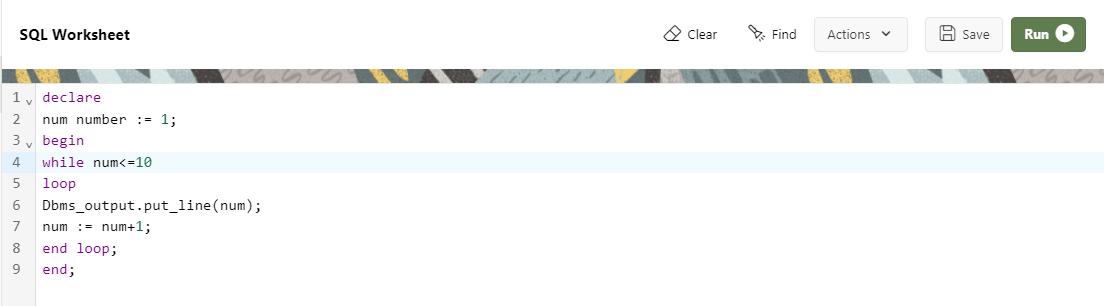 SQL Worksheet Clear Find Actions Save Run
1 declare
2 num number := 1;
3 begin
4 while num<=10
5 loop
6 Dbms_output.put_line(num);
7 num := num+1;
8 end loop;
9 end;